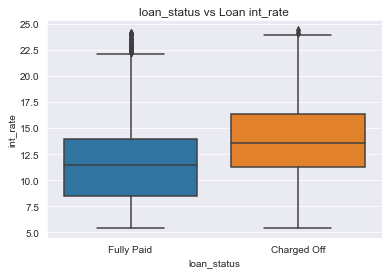 loan_status vs Loan int_rate
25.0
22.5
20.0
17.5
15.0
12.5
10.0
7.5
5.0
int_rate
Fully Paid
Charged Off
loan_status